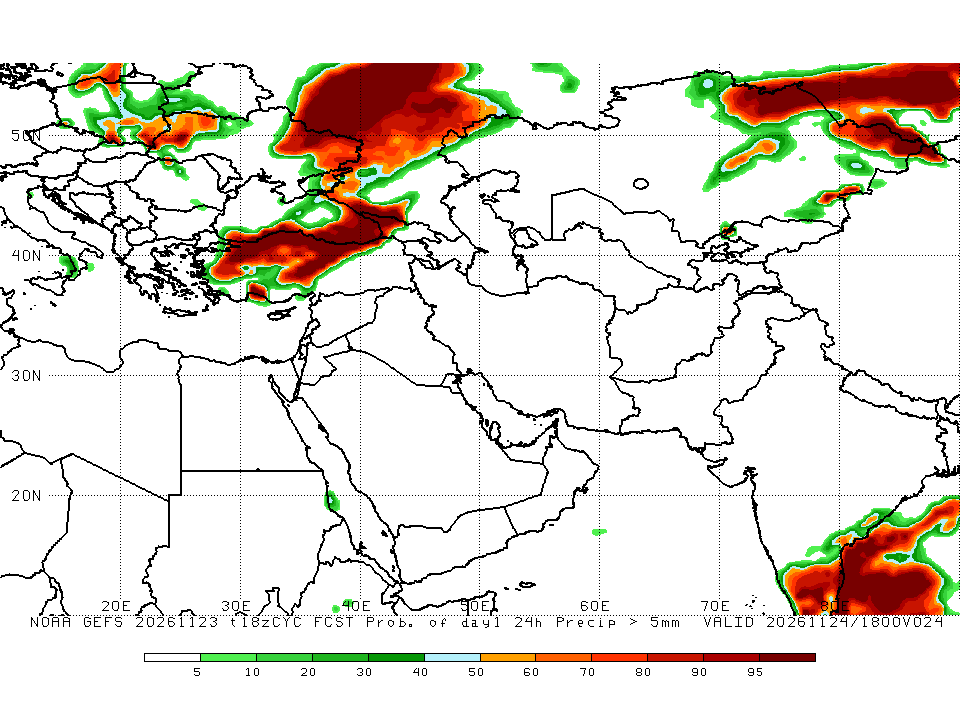 50N
40N
30N
20N
20E 30E 40E 50E 60E 70E 80E
NOAA GEFS 20261123 t18zCYC FCST Prob. of day1 24h Precip > 5mm VALID 20261124/1800V024
5 10 20 30 40 50 60 70 80 90 95